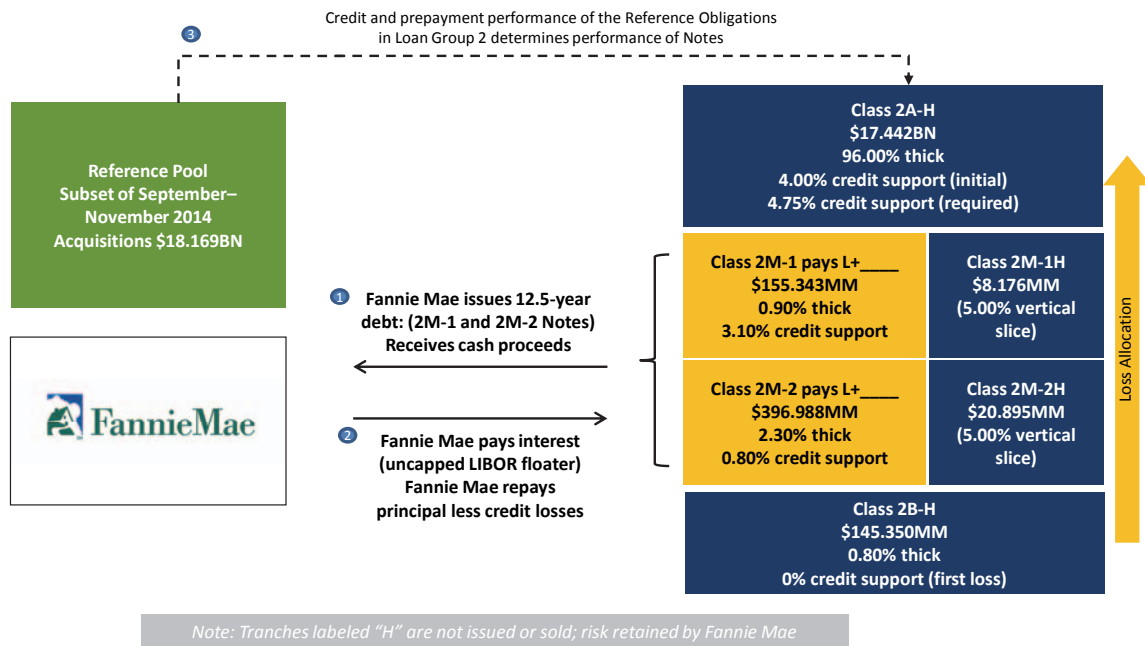 Credit and prepayment performance of the Reference Obligations
in Loan Group 2 determines performance of Notes
3
Reference Pool
Subset of September–
November 2014
Acquisitions $18.169BN
Class 2A-H
$17.442BN
96.00% thick
4.00% credit support (initial)
4.75% credit support (required)
1
Fannie Mae issues 12.5-year
debt: (2M-1 and 2M-2 Notes)
Receives cash proceeds
Class 2M-1 pays L+____
$155.343MM
0.90% thick
3.10% credit support
Class 2M-1H
$8.176MM
(5.00% vertical
slice)
Loss Allocation
FannieMae
2
Fannie Mae pays interest
(uncapped LIBOR floater)
Fannie Mae repays
principal less credit losses
Class 2M-2 pays L+____
$396.988MM
2.30% thick
0.80% credit support
Class 2M-2H
$20.895MM
(5.00% vertical
slice)
Class 2B-H
$145.350MM
0.80% thick
0% credit support (first loss)
Note: Tranches labeled “H” are not issued or sold; risk retained by Fannie Mae